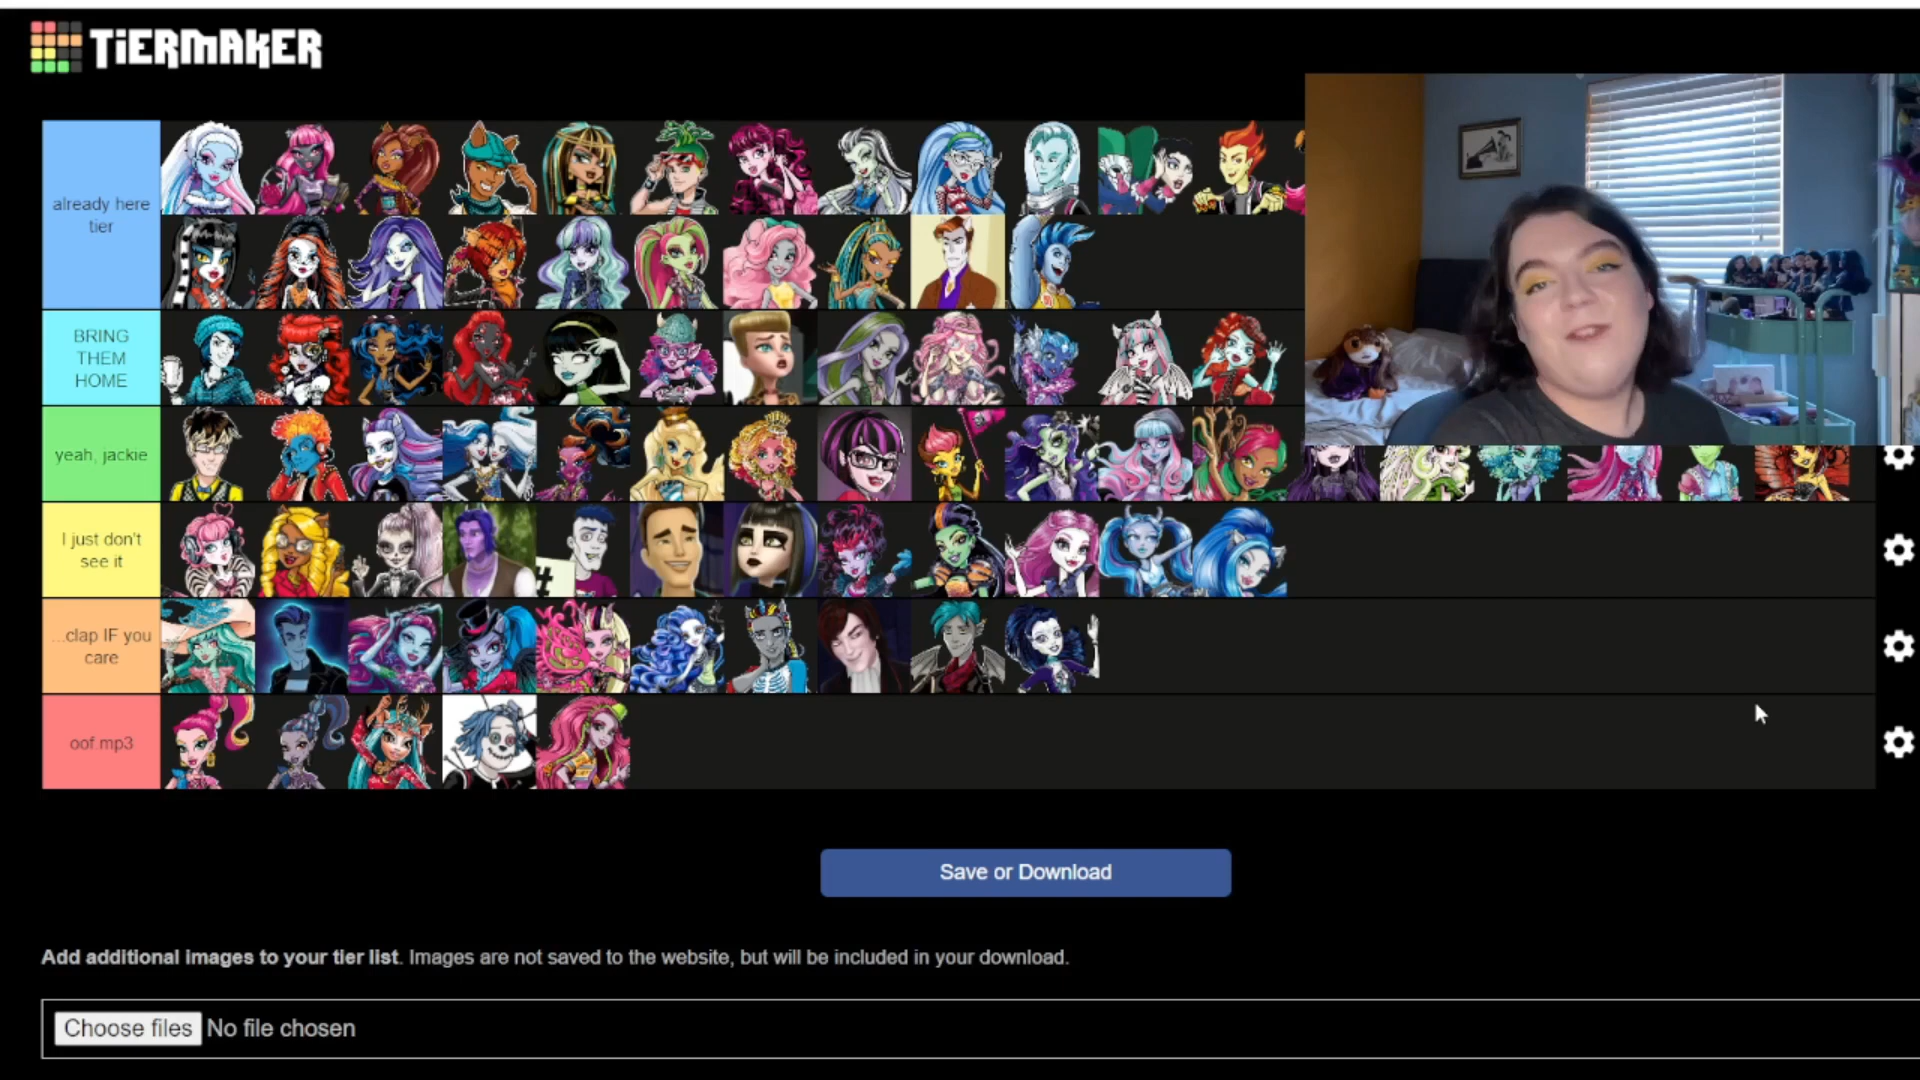 TiERMAKER
already here
tier
BRING
THEM
HOME
yeah, jackie
I just don't
see it
...clap IF you
care
oof.mp3
#
Save or Download
Add additional images to your tier list. Images are not saved to the website, but will be included in your download.
Choose files No file chosen